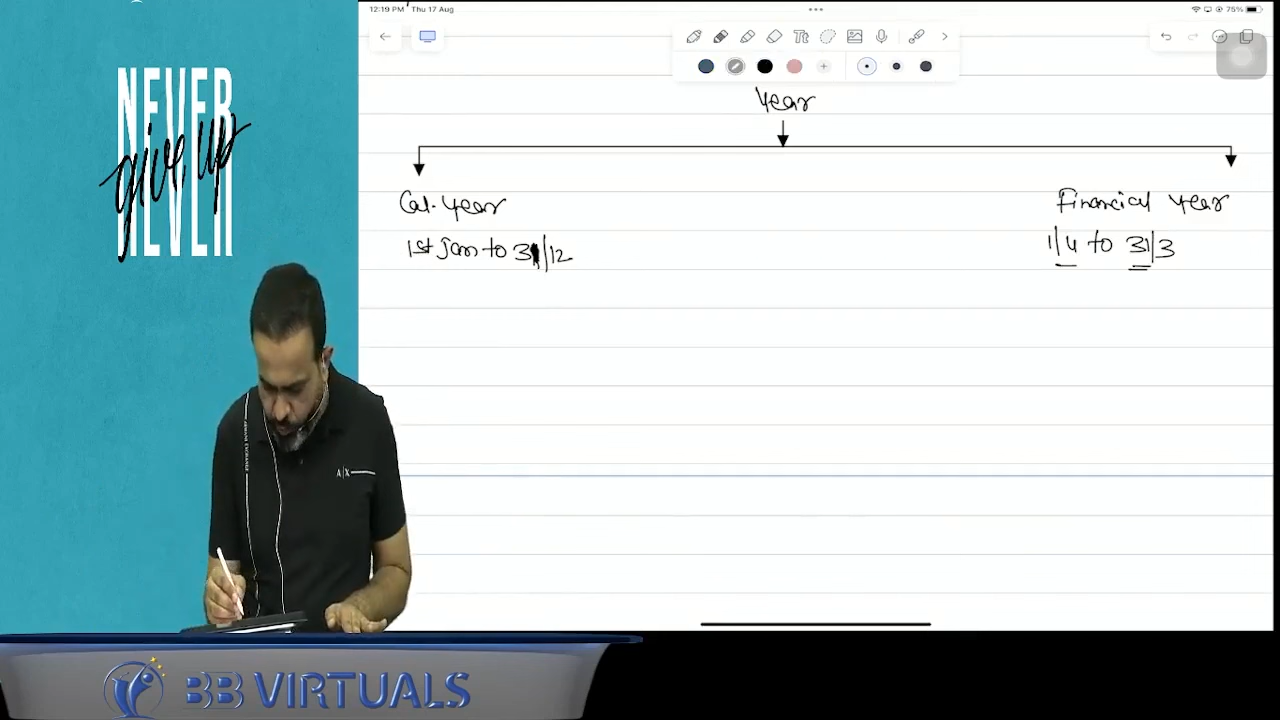 12:19 PM Thu 17 Aug
75%
NEVER
give up
NEVER
Year
Cal. Year
Financial Year
1st Jan to 31/12
1/4 to 31/3
A|X
BB VIRTUALS